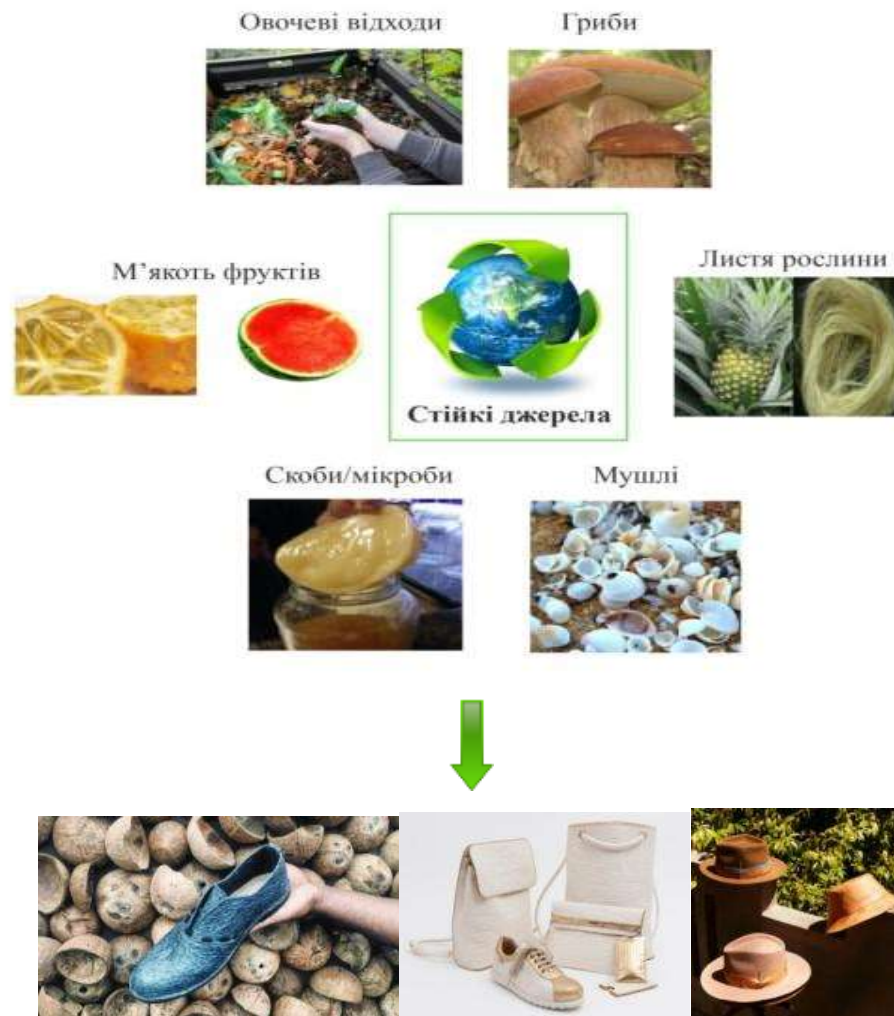 Овочеві відходи
Гриби
М’якоть фруктів
Листя рослини
Стійкі джерела
Скоби/мікроби
Мушлі